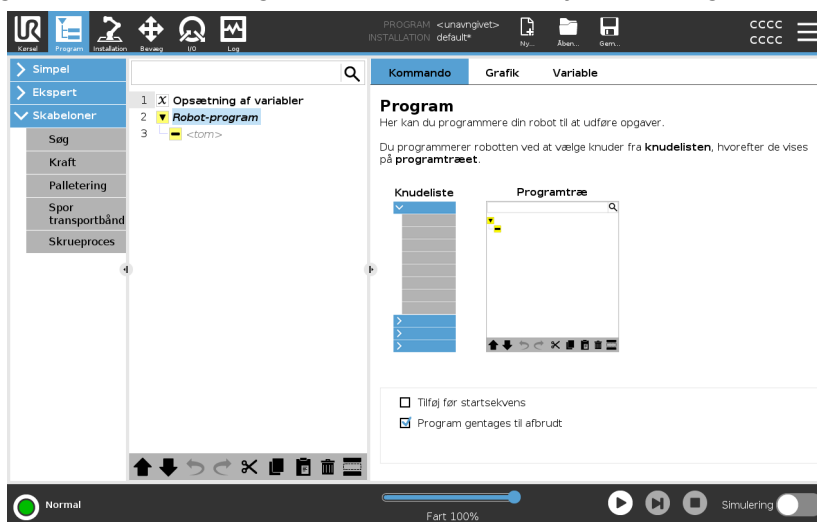 UR
PROGRAM <unavngivet>
INSTALLATION default*
Kørsel Program Installation Bevæg I/O Log Ny... Åben... Gem...
cccc
cccc
Simpel
Ekspert
Skabeloner
Søg
Kraft
Palletering
Spor
transportbånd
Skrueproces
1 X Opsætning af variabler
2 Robot-program
3 <tom>
Kommando Grafik Variable
Program
Her kan du programmere din robot til at udføre opgaver.
Du programmerer robotten ved at vælge knuder fra knudelisten, hvorefter de vises
på programtræet.
Knudeliste Programtræ
Tilføj før startsekvens
Program gentages til afbrudt
Normal
Fart 100%
Simulering